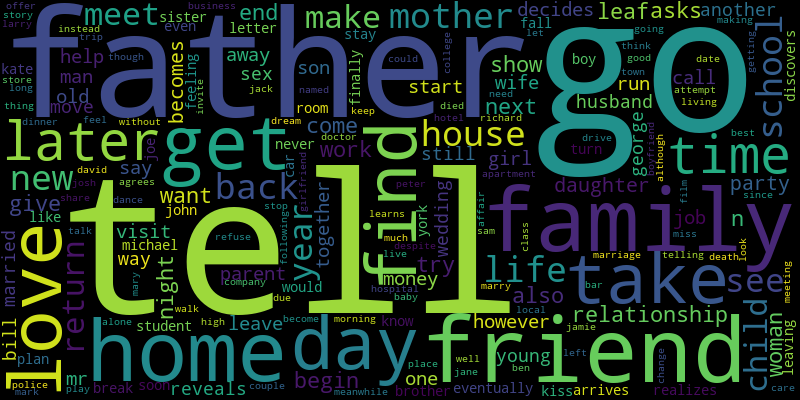 offer
business
story
larry
instead
trip
though
kate
store
long
thing
dinner
without
meet
sister
even
letter
help
man
old
move
becomes
feeling
invite
away
sex
jack
end
son
room
named
make
stay
finally
could
keep
father
mother
college
start
need
hotel
died
richard
decides
fall
let
show
wife
next
go
boy
husband
town
run
leaf
asks
going
think
good
call
another
making
date
attempt
living
getting
school
discovers
later
new
give
david
josh
share
agrees
dance
say
joe
feel
get
want
john
dream
never
car
girlfriend
doctor
come
work
find
house
still
girl
george
drive
turn
boyfriend
although
time
best
party
since
married
like
talk
love
return
tell
visit
michael
way
mary
night
back
stop
refuse
parent
would
company
due
year
following
together
peter
learns
much
live
despite
hospital
baby
york
try
money
wedding
affair
sam
marry
class
family
life
also
daughter
job
film
miss
n
take
see
marriage
telling
death
look
meeting
bill
plan
police
mark
mr
play
home
alone
walk
student
high
leave
break
soon
reveals
couple
day
become
morning
begin
meanwhile
know
one
brother
place
friend
however
local
young
well
jane
ben
eventually
bar
jamie
kiss
left
arrives
relationship
change
realizes
child
woman
leaving
care